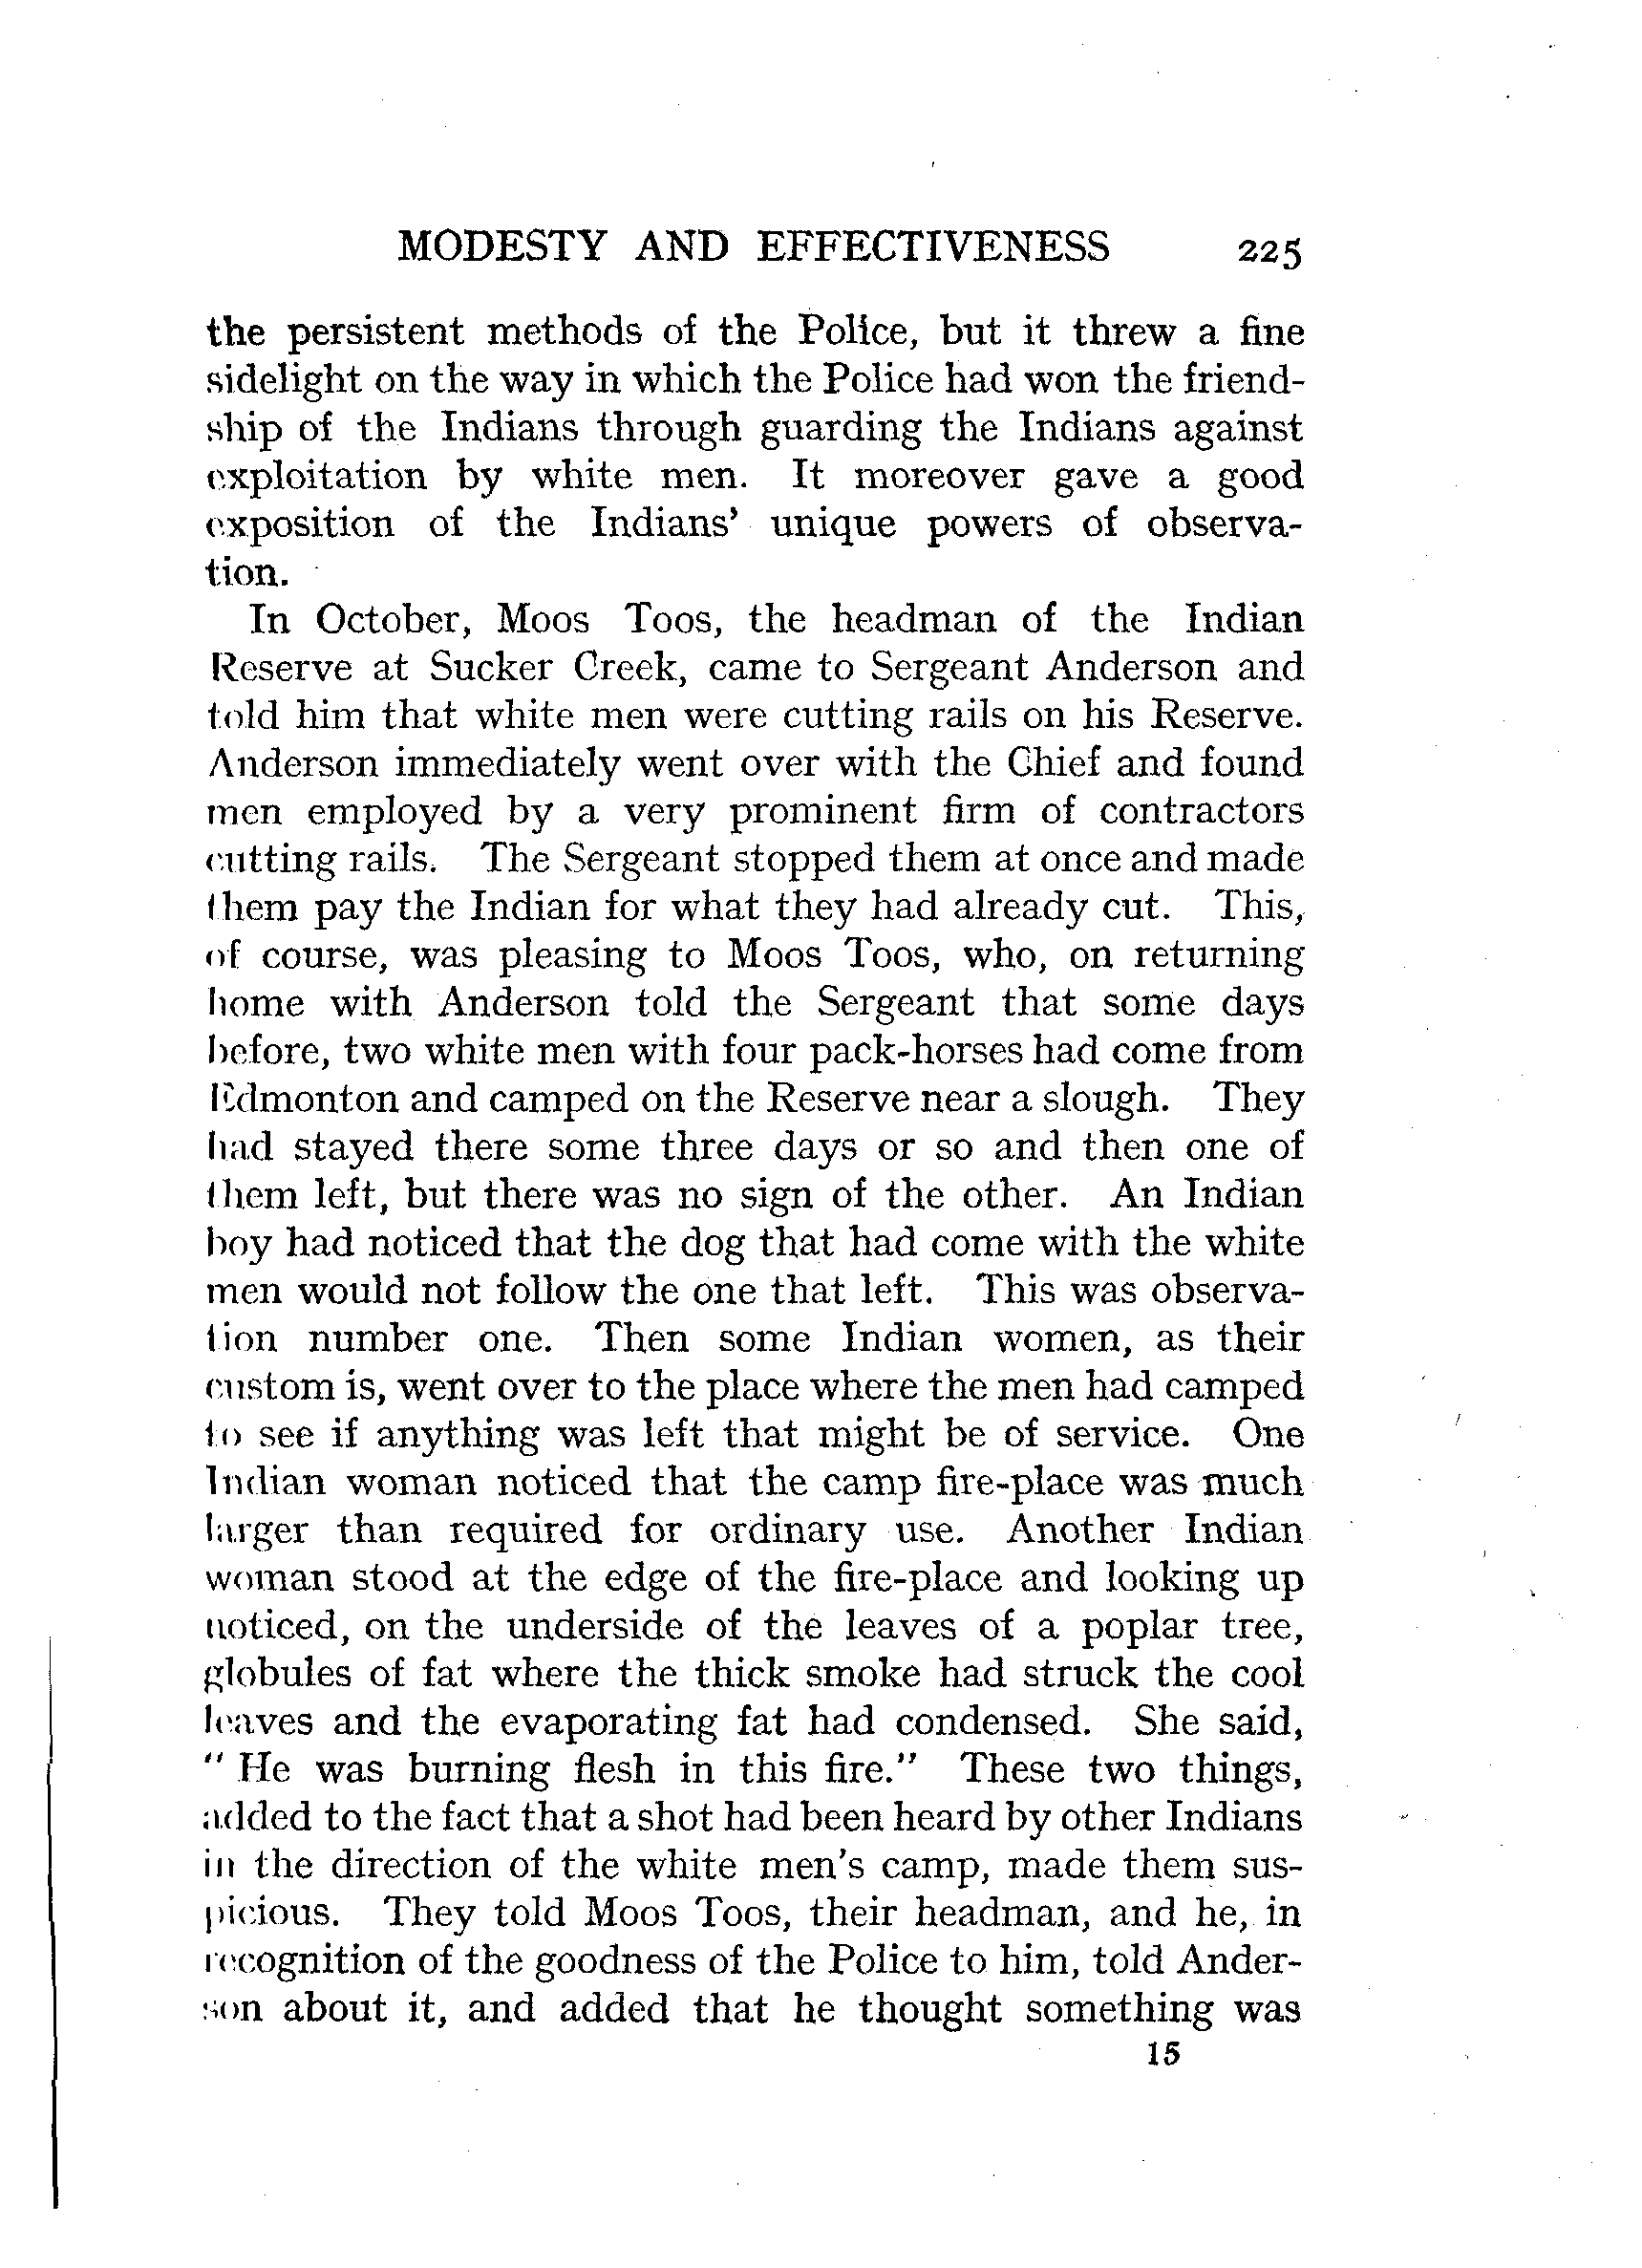 MODESTY AND EFFECTIVENESS 225
the persistent methods of the Police, but it threw a fine
sidelight on the way in which the Police had won the friend-
ship of the Indians through guarding the Indians against
exploitation by white men. It moreover gave a good
exposition of the Indians' unique powers of observa-
tion.
In October, Moos Toos, the headman of the Indian
Reserve at Sucker Creek, came to Sergeant Anderson and
told him that white men were cutting rails on his Reserve.
Anderson immediately went over with the Chief and found
men employed by a very prominent firm of contractors
cutting rails. The Sergeant stopped them at once and made
them pay the Indian for what they had already cut. This,
of course, was pleasing to Moos Toos, who, on returning
home with Anderson told the Sergeant that some days
before, two white men with four pack-horses had come from
Edmonton and camped on the Reserve near a slough. They
had stayed there some three days or so and then one of
them left, but there was no sign of the other. An Indian
boy had noticed that the dog that had come with the white
men would not follow the one that left. This was observa-
tion number one. Then some Indian women, as their
custom is, went over to the place where the men had camped
to see if anything was left that might be of service. One
Indian woman noticed that the camp fire-place was much
larger than required for ordinary use. Another Indian
woman stood at the edge of the fire-place and looking up
noticed, on the underside of the leaves of a poplar tree,
globules of fat where the thick smoke had struck the cool
leaves and the evaporating fat had condensed. She said,
" He was burning flesh in this fire." These two things,
added to the fact that a shot had been heard by other Indians
in the direction of the white men's camp, made them sus-
picious. They told Moos Toos, their headman, and he, in
recognition of the goodness of the Police to him, told Ander-
son about it, and added that he thought something was
15